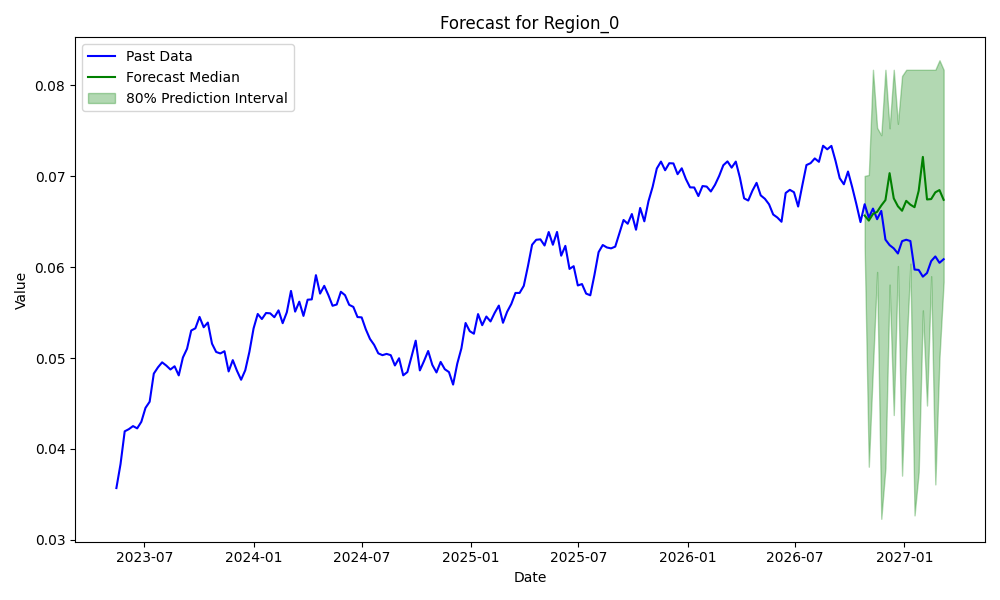 Forecast for Region_0
Past Data
Forecast Median
80% Prediction Interval
Value
0.08
0.07
0.06
0.05
0.04
0.03
2023-07
2024-01
2024-07
2025-01
2025-07
2026-01
2026-07
2027-01
Date